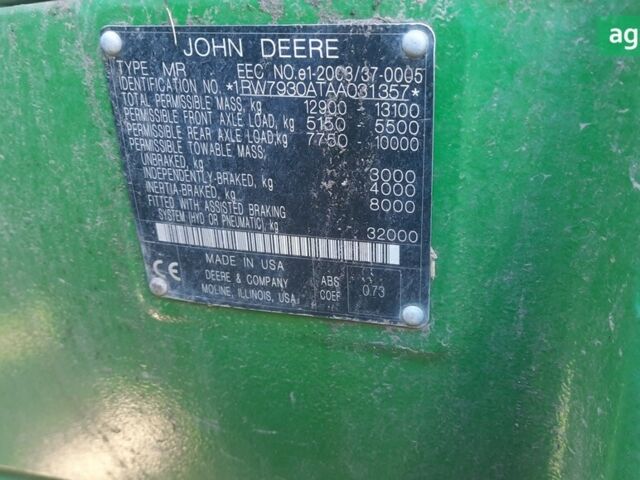 JOHN DEERE
TYPE MR EEC NO.e1-2003/37-0005
IDENTIFICATION NO. *1RW7930ATAA031357*
TOTAL PERMISSIBLE MASS, kg 12900 - 13100
PERMISSIBLE FRONT AXLE LOAD, kg 5150 - 5500
PERMISSIBLE REAR AXLE LOAD,kg 7750 - 10000
PERMISSIBLE TOWABLE MASS,
UNBRAKED, kg 3000
INDEPENDENTLY-BRAKED, kg 4000
INERTIA-BRAKED, kg 8000
FITTED WITH ASSISTED BRAKING
SYSTEM (HYD OR PNEUMATIC), kg 32000
MADE IN USA
CE DEERE & COMPANY
MOLINE, ILLINOIS, USA
ABS
COEF 0.73
ag